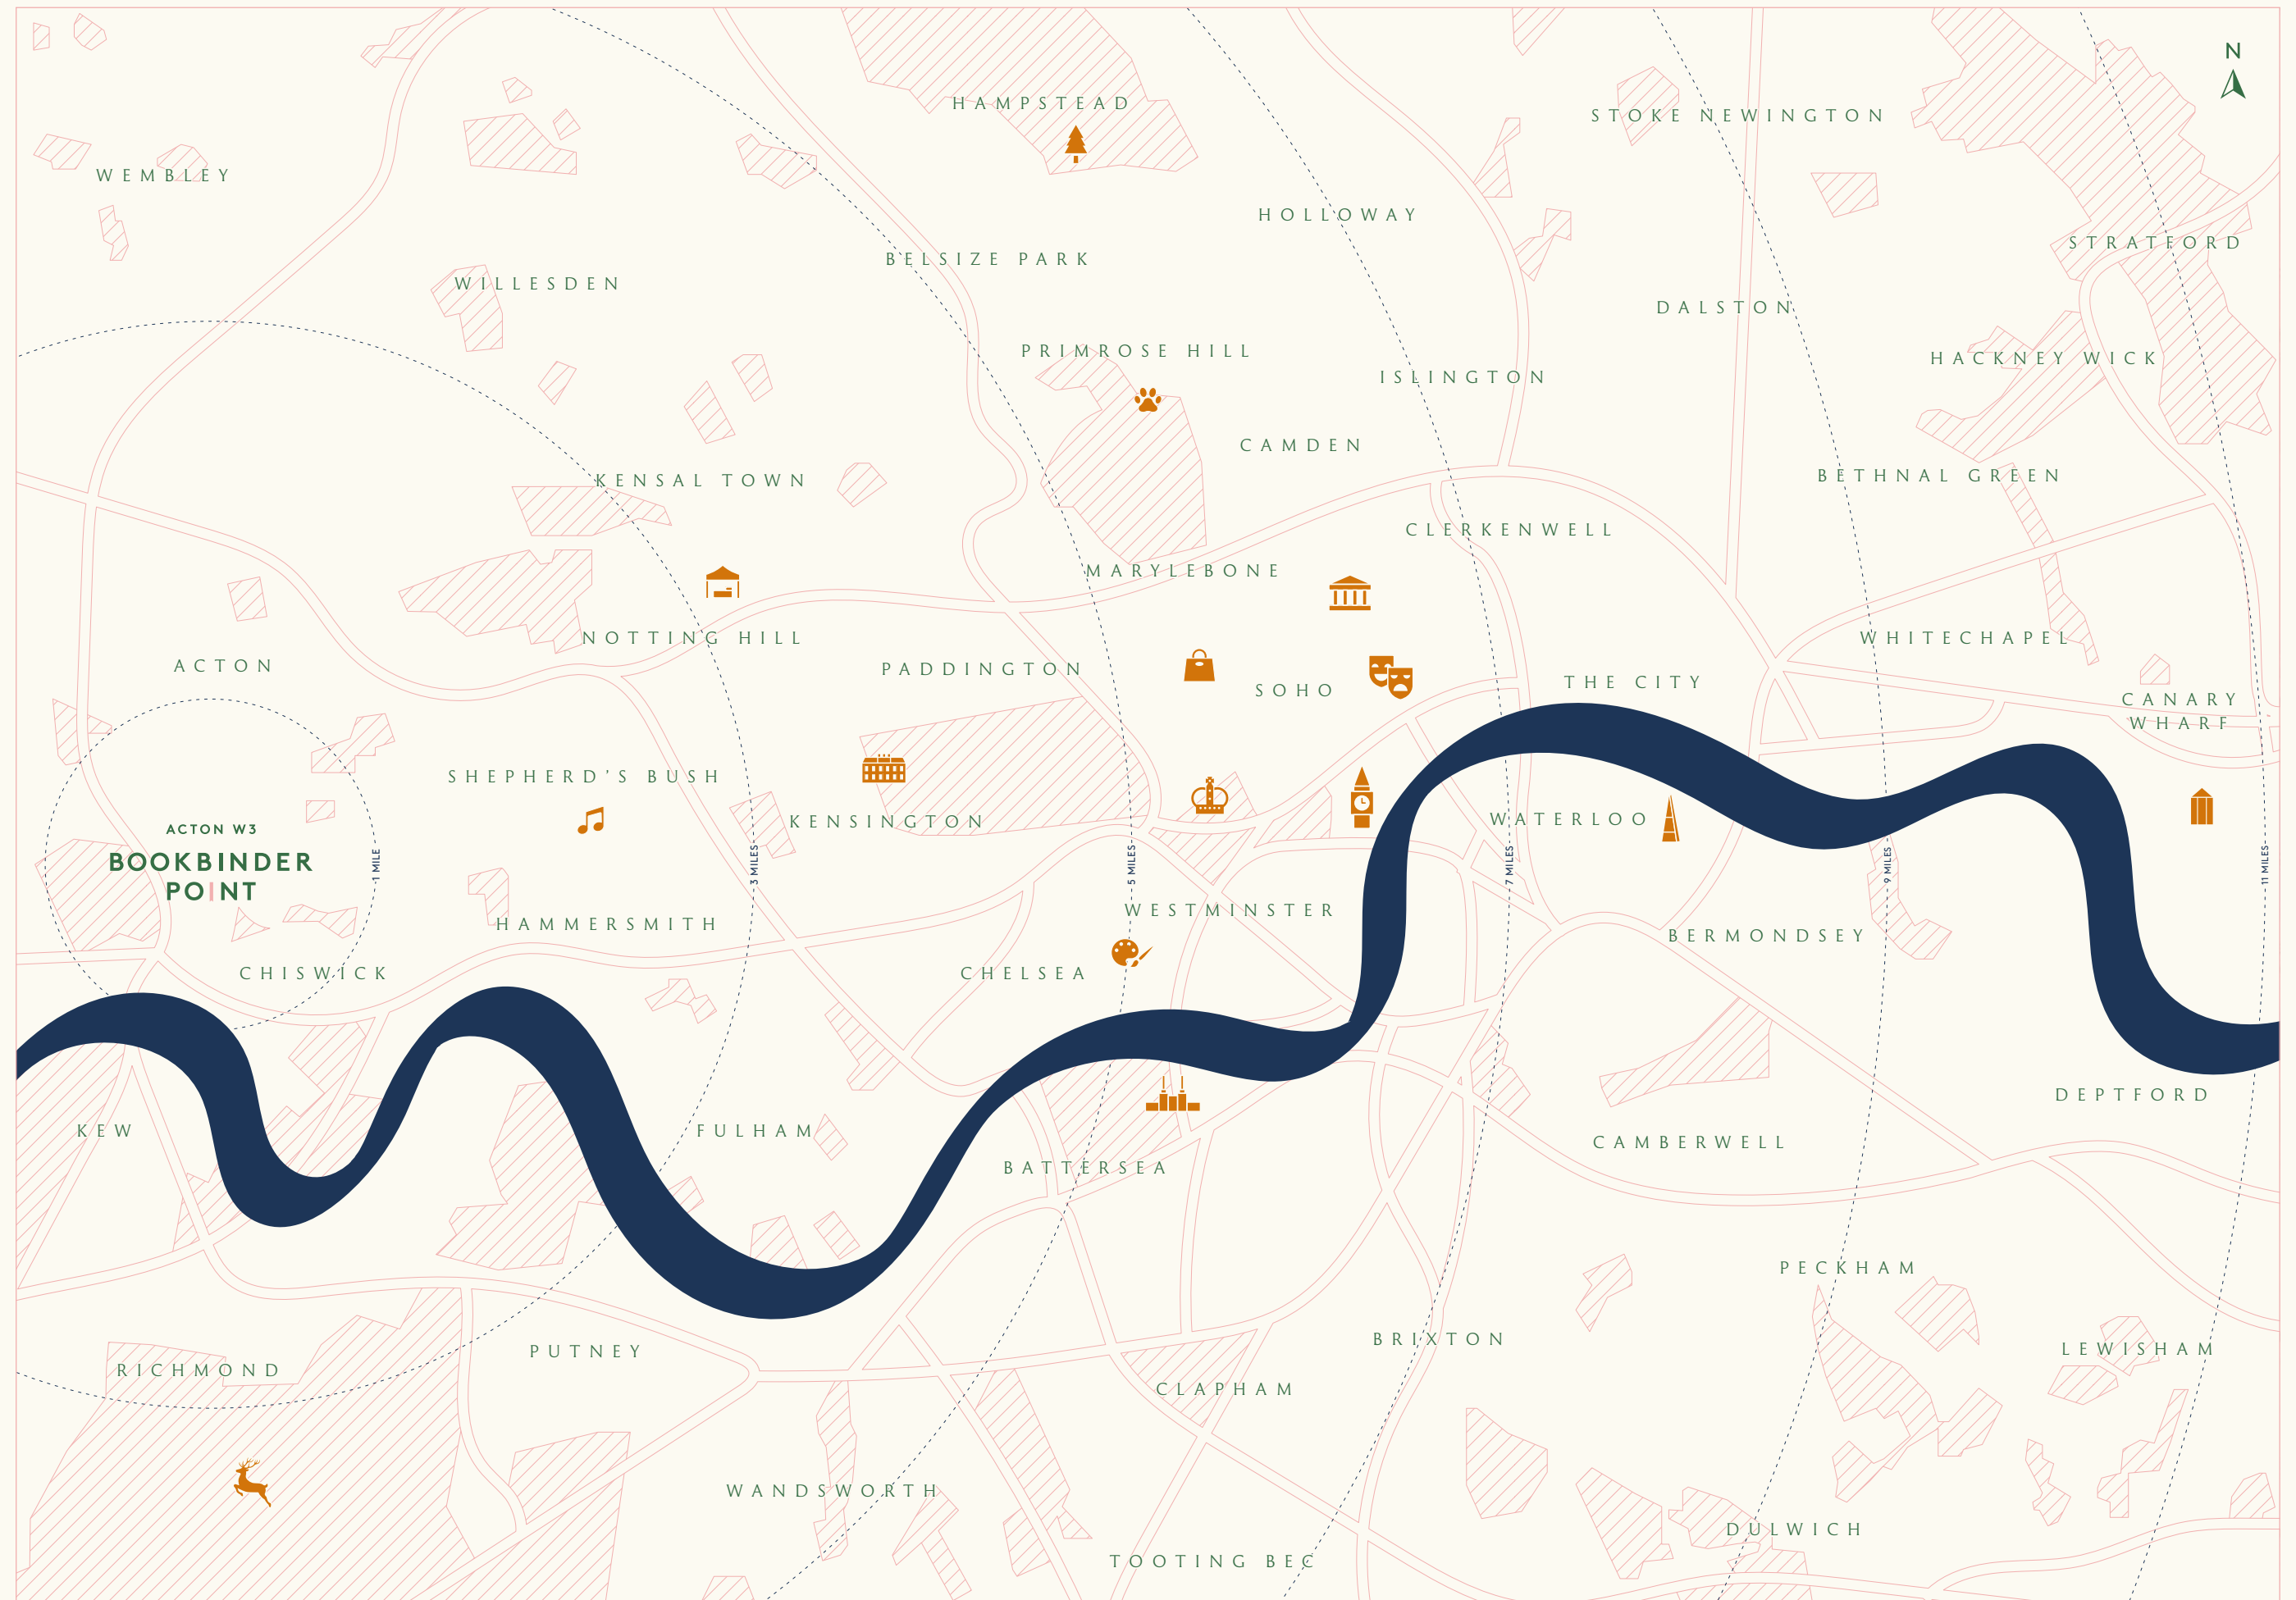 N
HAMPSTEAD
STOKE NEWINGTON
WEMBLEY
HOLLOWAY
STRATFORD
BELSIZE PARK
WILLESDEN
DALSTON
PRIMROSE HILL
HACKNEY WICK
ISLINGTON
CAMDEN
BETHNAL GREEN
KENSAL TOWN
CLERKENWELL
MARYLEBONE
NOTTING HILL
WHITECHAPEL
ACTON
PADDINGTON
THE CITY
SOHO
CANARY
WHARF
SHEPHERD'S BUSH
KENSINGTON
WATERLOO
ACTON W3
BOOKBINDER
POINT
1 MILE
3 MILES
5 MILES
7 MILES
9 MILES
11 MILES
WESTMINSTER
HAMMERSMITH
BERMONDSEY
CHISWICK
CHELSEA
DEPTFORD
KEW
FULHAM
CAMBERWELL
BATTERSEA
PECKHAM
BRIXTON
PUTNEY
LEWISHAM
RICHMOND
CLAPHAM
WANDSWORTH
DULWICH
TOOTING BEC